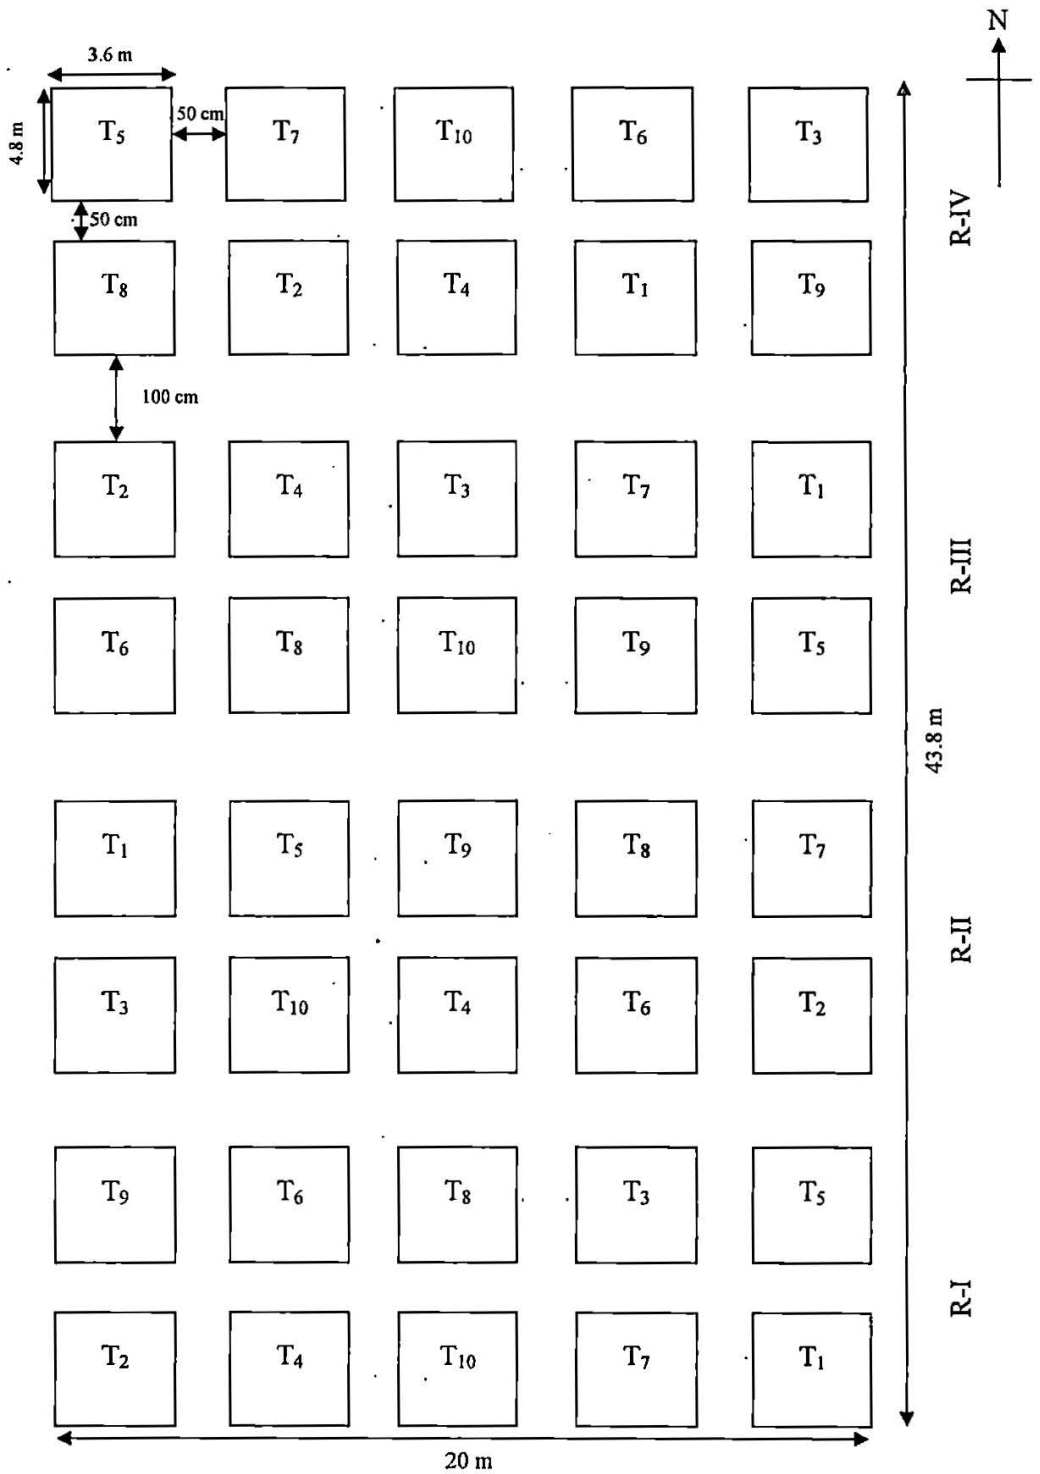 N
3.6 m
4.8 m
50 cm
T5 T7 T10 T6 T3
50 cm
R-IV
T8 T2 T4 T1 T9
100 cm
T2 T4 T3 T7 T1
R-III
T6 T8 T10 T9 T5
43.8 m
T1 T5 T9 T8 T7
R-II
T3 T10 T4 T6 T2
T9 T6 T8 T3 T5
R-I
T2 T4 T10 T7 T1
20 m